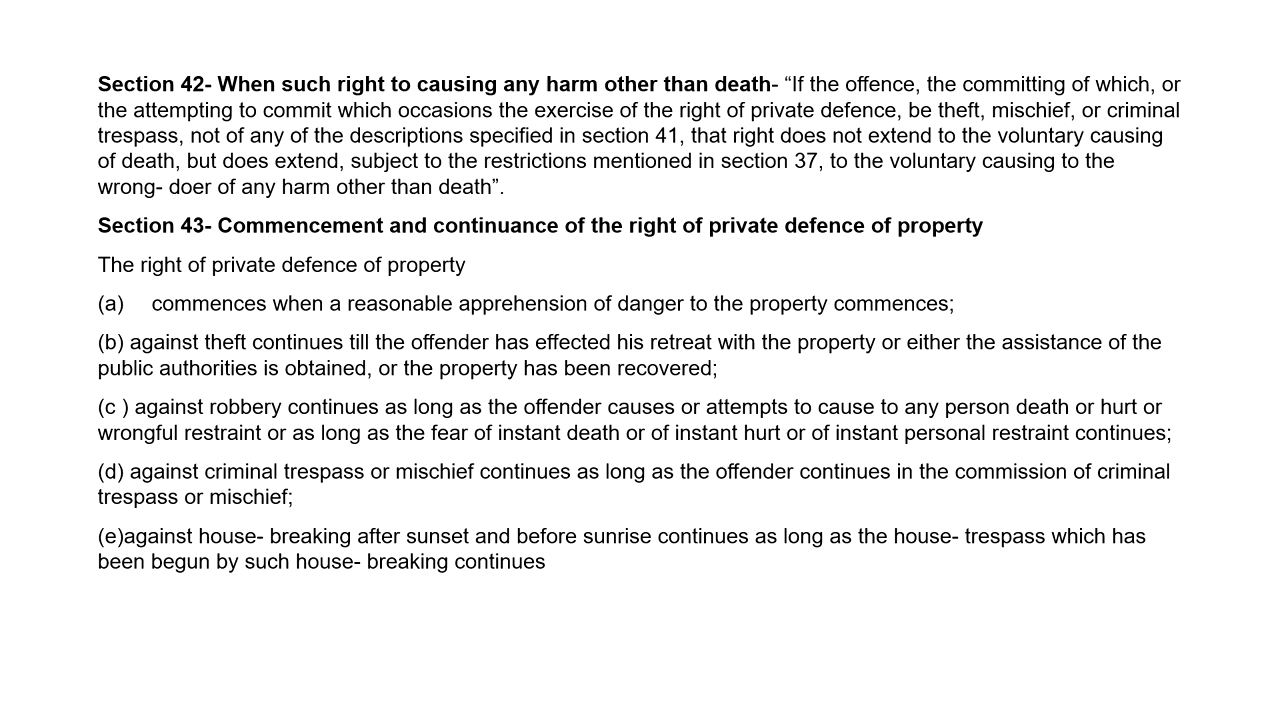 Section 42- When such right to causing any harm other than death- “If the offence, the committing of which, or
the attempting to commit which occasions the exercise of the right of private defence, be theft, mischief, or criminal
trespass, not of any of the descriptions specified in section 41, that right does not extend to the voluntary causing
of death, but does extend, subject to the restrictions mentioned in section 37, to the voluntary causing to the
wrong- doer of any harm other than death”.
Section 43- Commencement and continuance of the right of private defence of property
The right of private defence of property
(a) commences when a reasonable apprehension of danger to the property commences;
(b) against theft continues till the offender has effected his retreat with the property or either the assistance of the
public authorities is obtained, or the property has been recovered;
(c ) against robbery continues as long as the offender causes or attempts to cause to any person death or hurt or
wrongful restraint or as long as the fear of instant death or of instant hurt or of instant personal restraint continues;
(d) against criminal trespass or mischief continues as long as the offender continues in the commission of criminal
trespass or mischief;
(e)against house- breaking after sunset and before sunrise continues as long as the house- trespass which has
been begun by such house- breaking continues